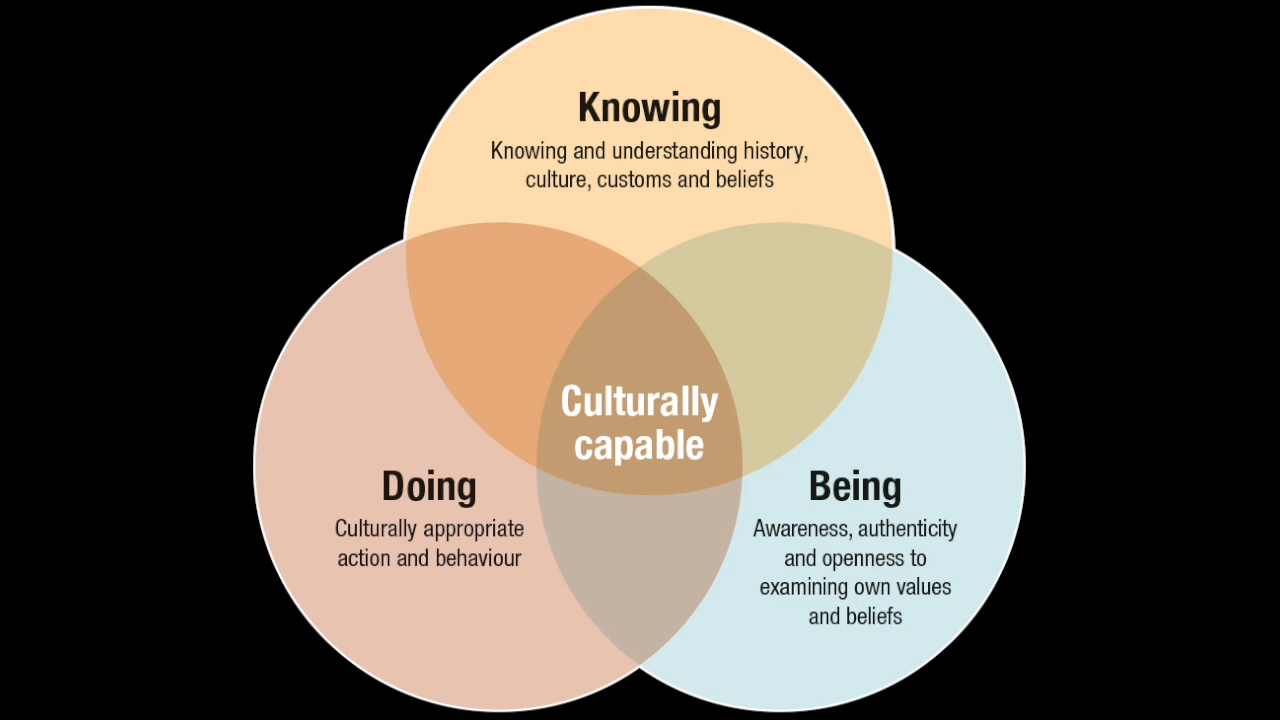 Knowing
Knowing and understanding history,
culture, customs and beliefs
Culturally
capable
Doing
Culturally appropriate
action and behaviour
Being
Awareness, authenticity
and openness to
examining own values
and beliefs